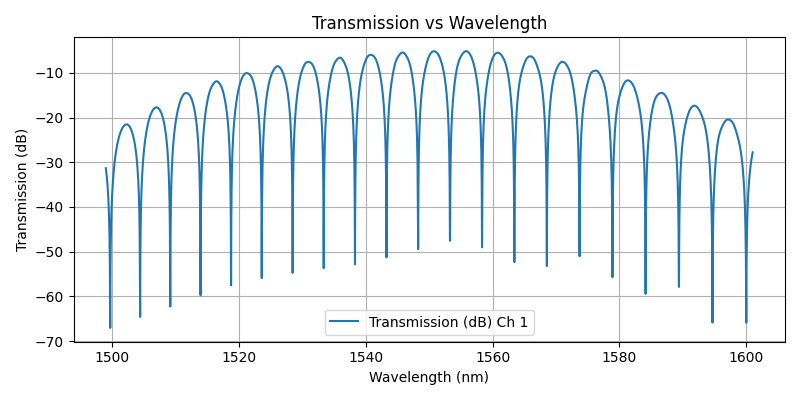 Transmission vs Wavelength
Transmission (dB)
−10
−20
−30
−40
−50
−60
−70
Transmission (dB) Ch 1
1500 1520 1540 1560 1580 1600
Wavelength (nm)